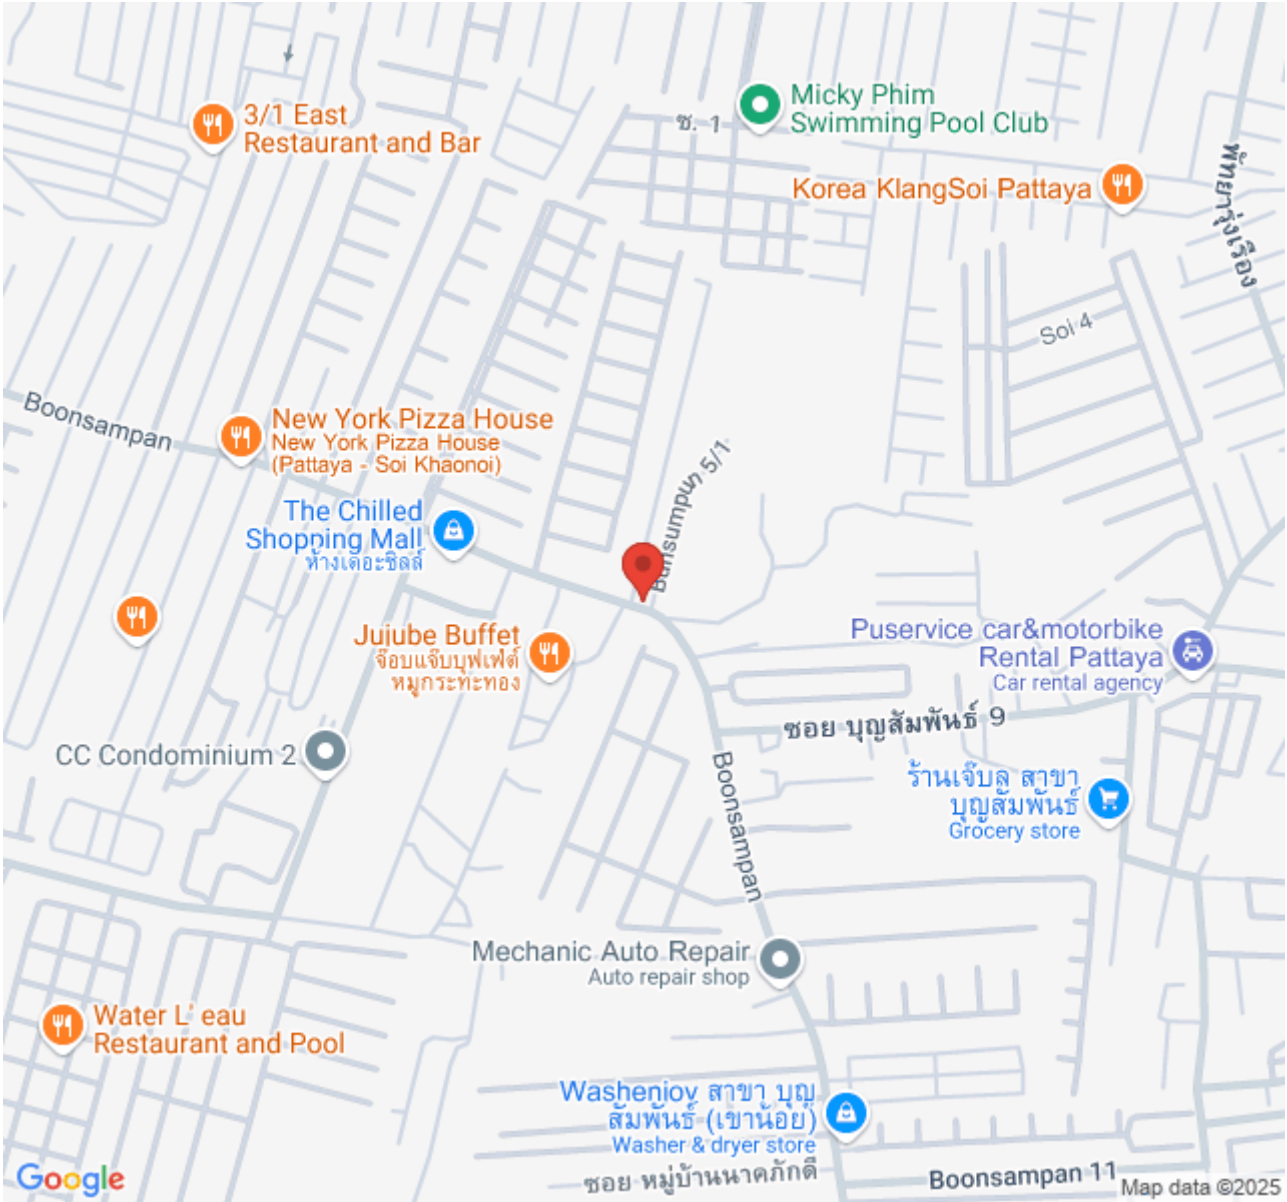 3/1 East
Restaurant and Bar
ซ. 1
Micky Phim
Swimming Pool Club
Korea KlangSoi Pattaya
พัทยารุ่งเรือง
Soi 4
Boonsampan
New York Pizza House
New York Pizza House
(Pattaya - Soi Khaonoi)
The Chilled
Shopping Mall
ห้างเดอะชิลล์
Bunsumpun 5/1
Jujube Buffet
จ๊อบแจ๊บบุฟเฟต์
หมูกระทะทอง
Puservice car&motorbike
Rental Pattaya
Car rental agency
ซอย บุญสัมพันธ์ 9
CC Condominium 2
Boonsampan
ร้านเจ๊บล สาขา
บุญสัมพันธ์
Grocery store
Mechanic Auto Repair
Auto repair shop
Water L' eau
Restaurant and Pool
Washenjoy สาขา บุญ
สัมพันธ์ (เขาน้อย)
Washer & dryer store
ซอย หมู่บ้านนาคภักดี
Boonsampan 11
Google
Map data ©2025